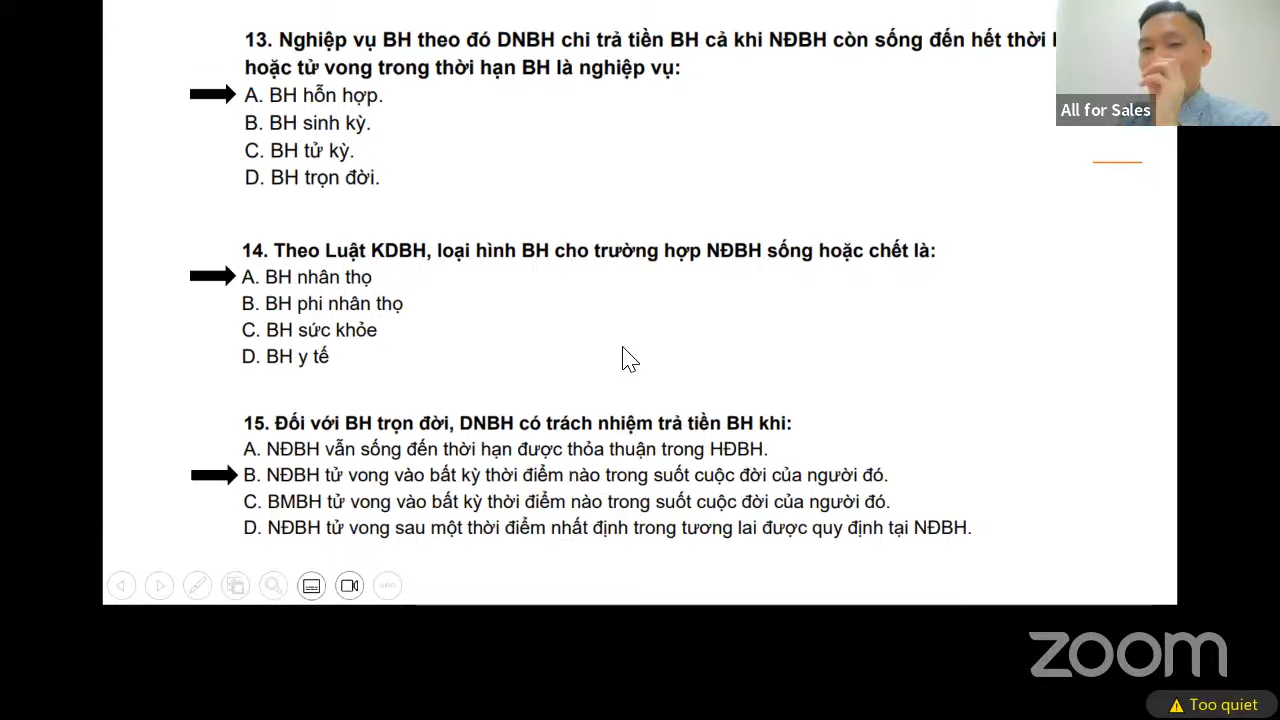 13. Nghiệp vụ BH theo đó DNBH chi trả tiền BH cả khi NĐBH còn sống đến hết thời
hoặc tử vong trong thời hạn BH là nghiệp vụ:
A. BH hỗn hợp.
B. BH sinh kỳ.
C. BH tử kỳ.
D. BH trọn đời.
All for Sales
14. Theo Luật KDBH, loại hình BH cho trường hợp NĐBH sống hoặc chết là:
A. BH nhân thọ
B. BH phi nhân thọ
C. BH sức khỏe
D. BH y tế
15. Đối với BH trọn đời, DNBH có trách nhiệm trả tiền BH khi:
A. NĐBH vẫn sống đến thời hạn được thỏa thuận trong HĐBH.
B. NĐBH tử vong vào bất kỳ thời điểm nào trong suốt cuộc đời của người đó.
C. BMBH tử vong vào bất kỳ thời điểm nào trong suốt cuộc đời của người đó.
D. NĐBH tử vong sau một thời điểm nhất định trong tương lai được quy định tại NĐBH.
zoom
Too quiet